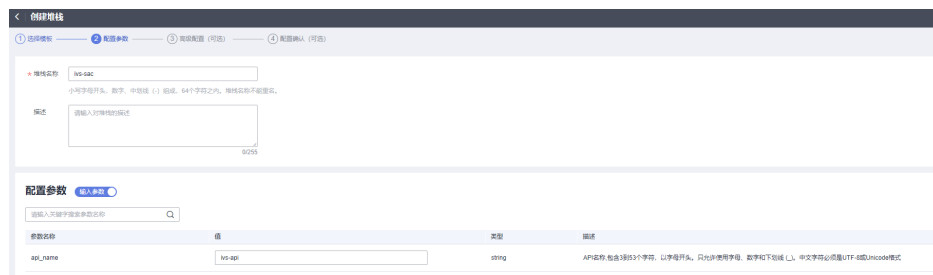 < 创建堆栈
1 选择模板 2 配置参数 3 高级配置（可选） 4 配置确认（可选）
* 堆栈名称 ivs-sac
小写字母开头、数字、中划线（-）组成，64个字符之内。堆栈名称不能重名。
描述 请输入对堆栈的描述
0/255
配置参数 输入参数
请输入关键字搜索参数名称
参数名称 值 类型 描述
api_name ivs-api string API名称,包含3到53个字符，以字母开头。只允许使用字母、数字和下划线 (_)。中文字符必须是UTF-8或Unicode格式